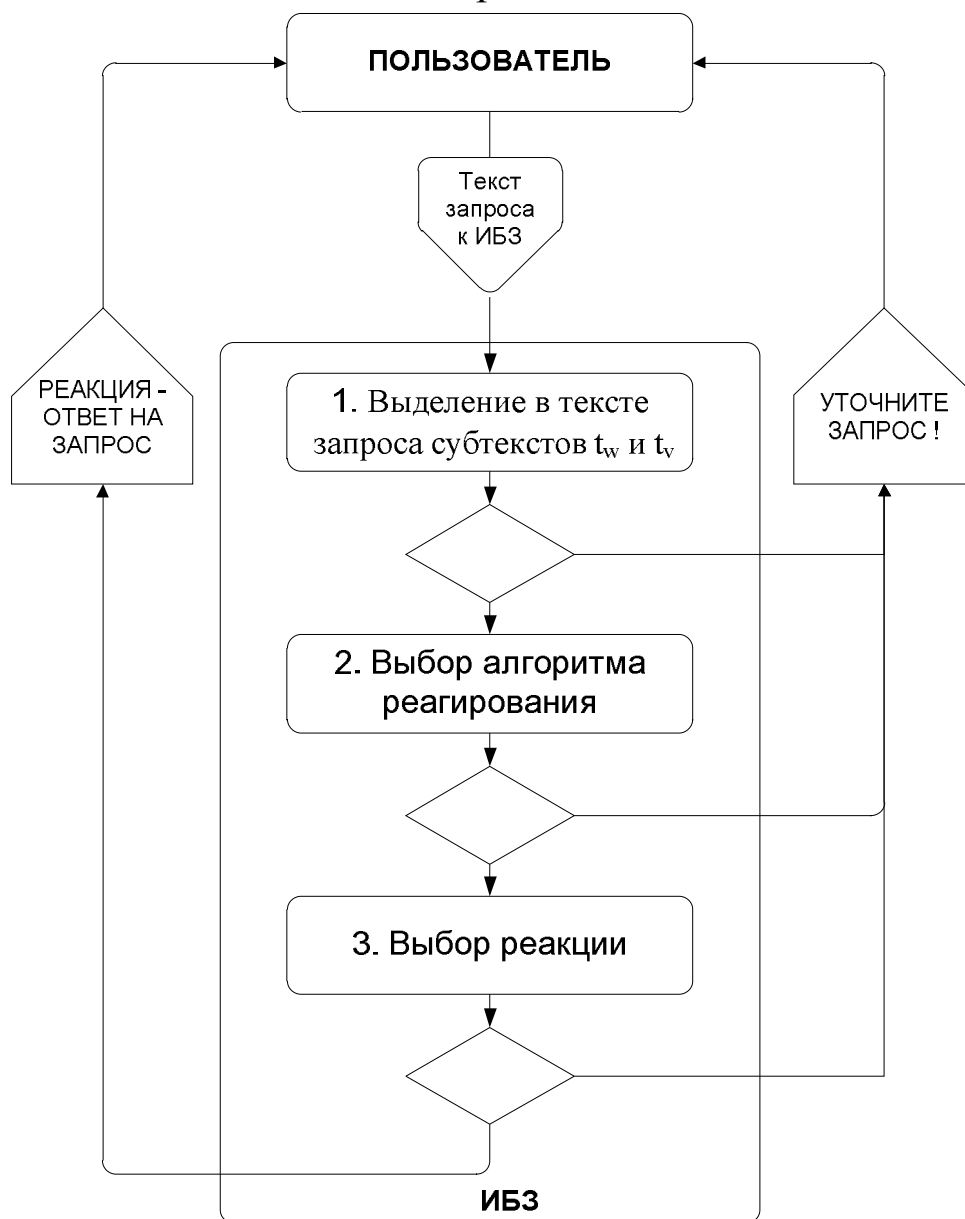 ПОЛЬЗОВАТЕЛЬ
Текст
запроса
к ИБЗ
РЕАКЦИЯ -
ОТВЕТ НА
ЗАПРОС
УТОЧНИТЕ
ЗАПРОС !
1. Выделение в тексте
запроса субтекстов tw и tv
2. Выбор алгоритма
реагирования
3. Выбор реакции
ИБЗ